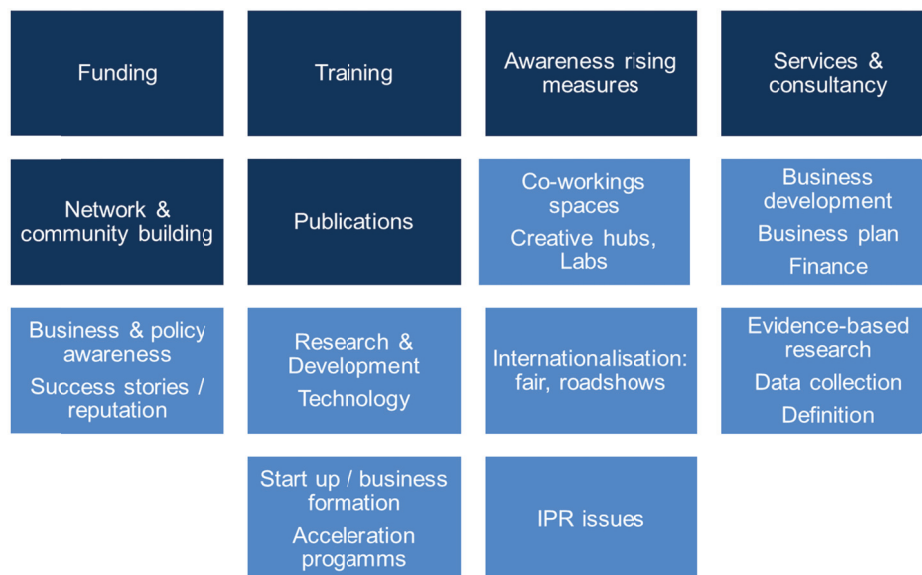 Funding
Training
Awareness rising
measures
Services &
consultancy
Network &
community building
Publications
Co-workings
spaces
Creative hubs,
Labs
Business
development
Business plan
Finance
Business & policy
awareness
Success stories /
reputation
Research &
Development
Technology
Internationalisation:
fair, roadshows
Evidence-based
research
Data collection
Definition
Start up / business
formation
Acceleration
progamms
IPR issues